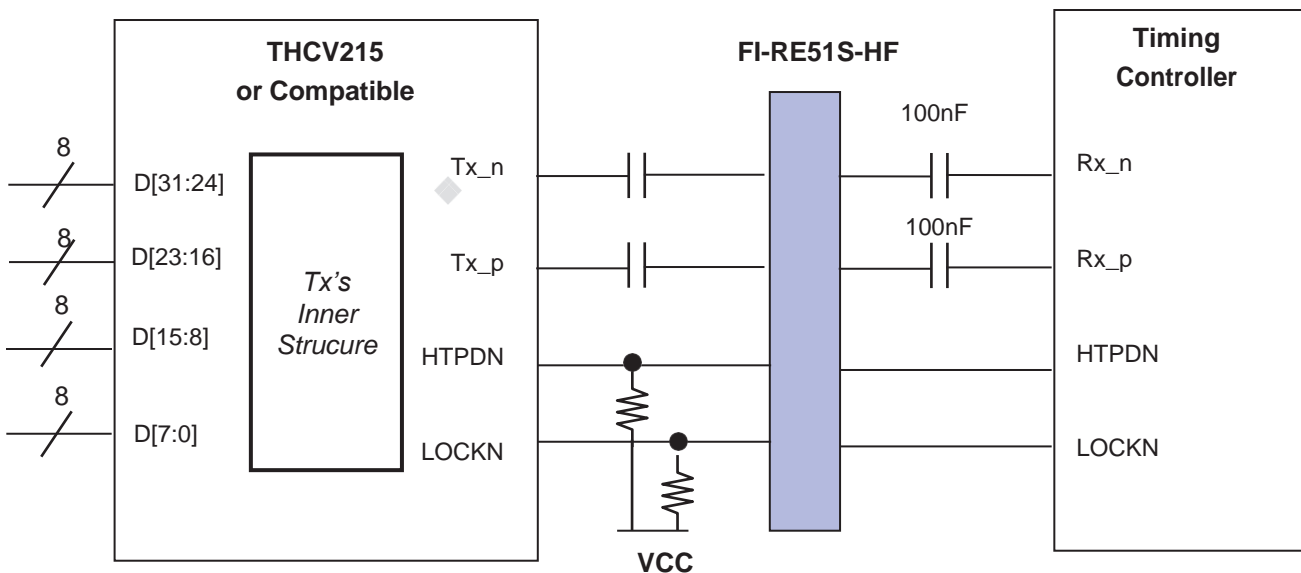 THCV215
or Compatible
FI-RE51S-HF
Timing
Controller
100nF
8
D[31:24]
Tx_n
Rx_n
8
D[23:16]
Tx_p
100nF
Rx_p
Tx's
Inner
Strucure
8
D[15:8]
HTPDN
HTPDN
8
D[7:0]
LOCKN
LOCKN
VCC